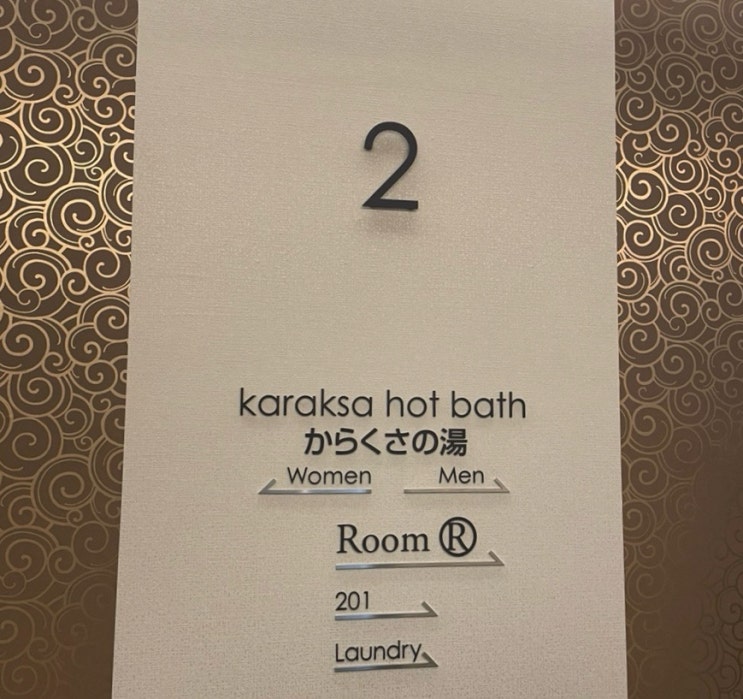 2
karaksa hot bath
からくさの湯
Women Men
Room ®
201
Laundry